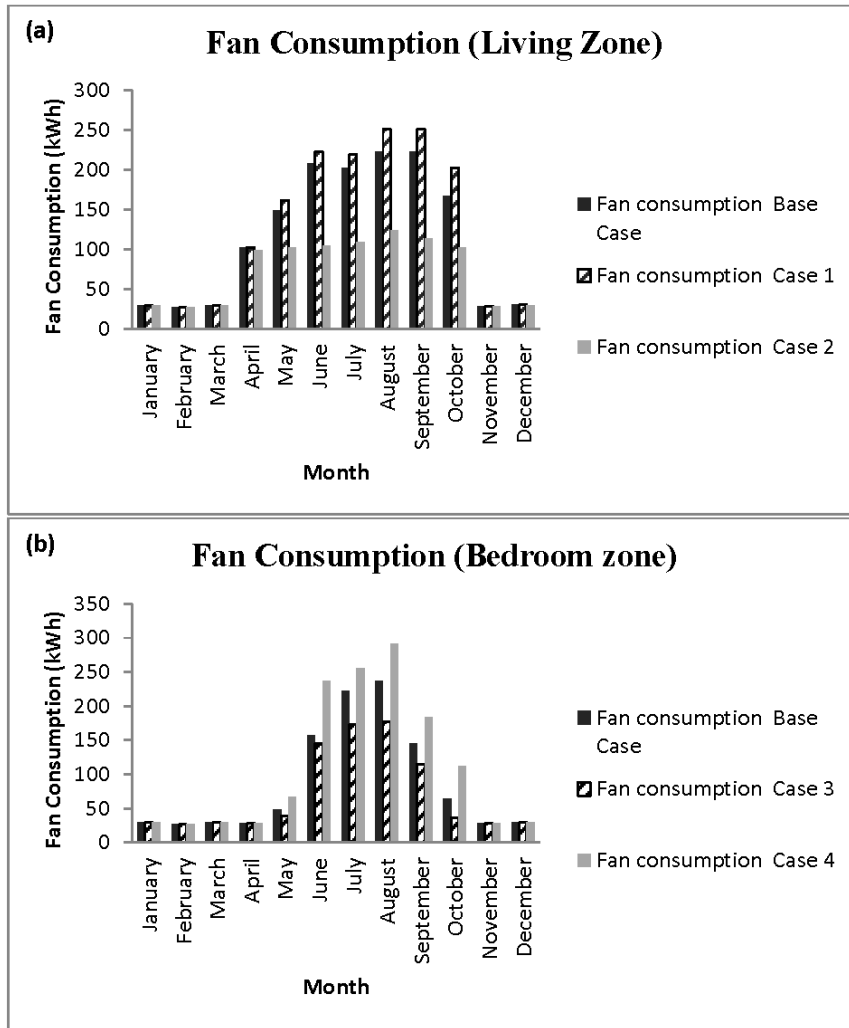 (a)
Fan Consumption (Living Zone)
Fan Consumption (kWh)
300
250
200
150
100
50
0
January
February
March
April
May
June
July
August
September
October
November
December
Month
Fan consumption Base
Case
Fan consumption Case 1
Fan consumption Case 2
(b)
Fan Consumption (Bedroom zone)
Fan Consumption (kWh)
350
300
250
200
150
100
50
0
January
February
March
April
May
June
July
August
September
October
November
December
Month
Fan consumption Base
Case
Fan consumption Case 3
Fan consumption Case 4